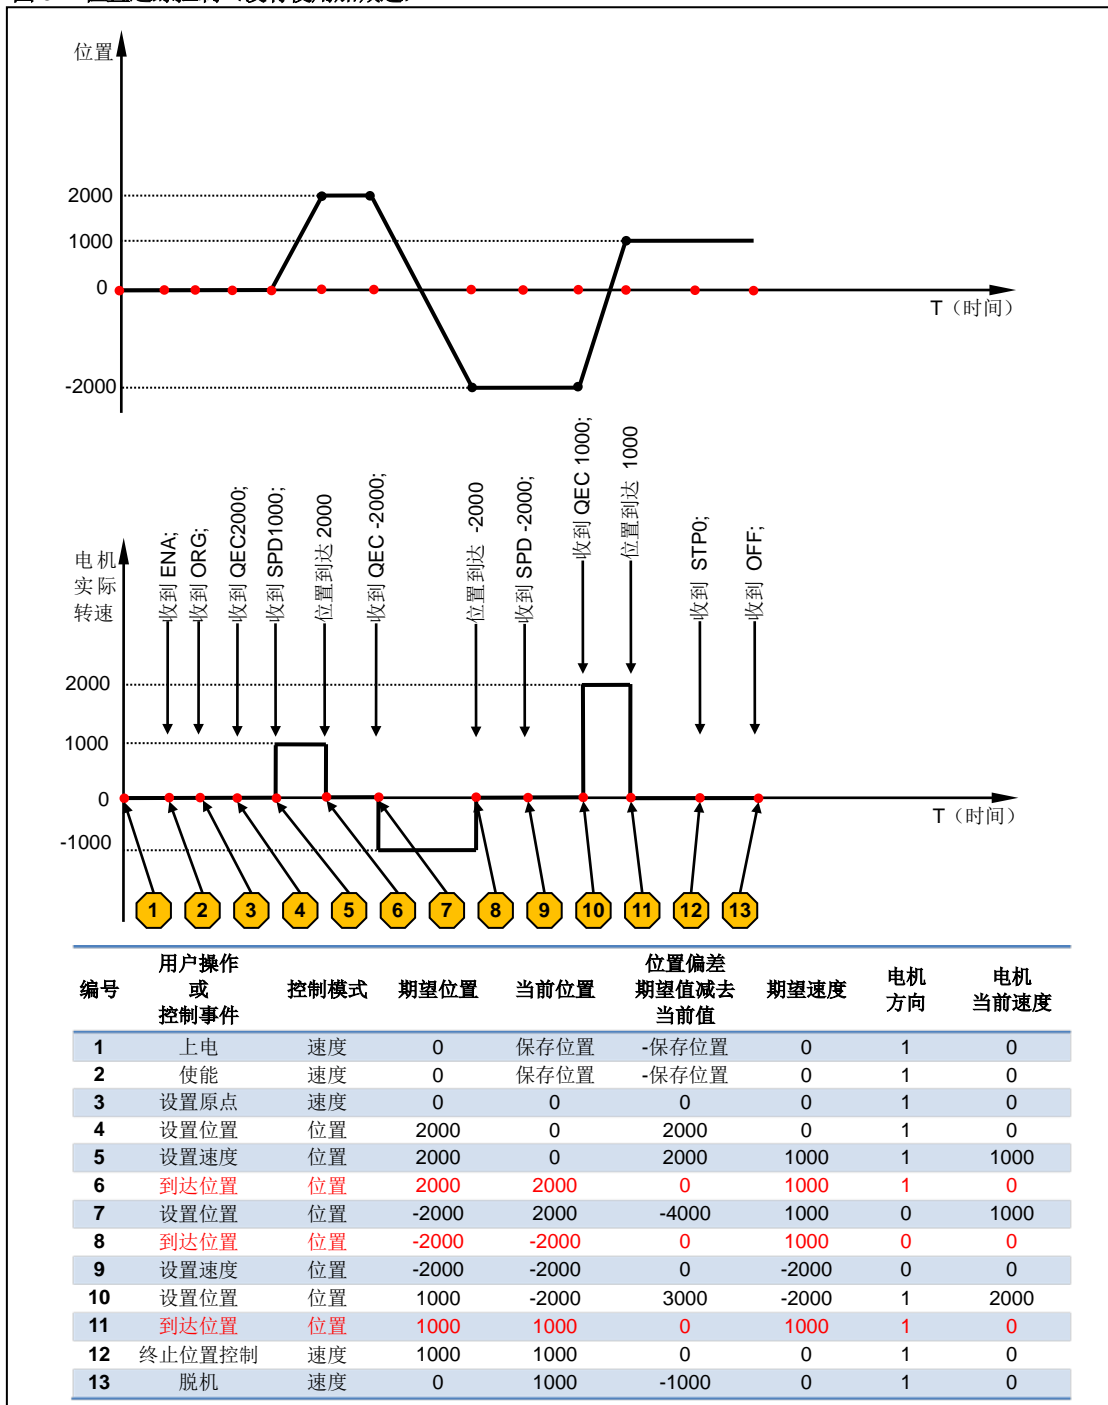 位置
2000
1000
0
T（时间）
-2000
收到 ENA;
收到 ORG;
收到 QEC2000;
收到 SPD1000;
位置到达 2000
收到 QEC -2000;
位置到达 -2000
收到 SPD -2000;
收到 QEC 1000;
位置到达 1000
收到 STP0;
收到 OFF;
电机
实际
转速
2000
1000
0
T（时间）
-1000
1 2 3 4 5 6 7 8 9 10 11 12 13
编号 用户操作或控制事件 控制模式 期望位置 当前位置 位置偏差期望值减去当前值 期望速度 电机方向 电机当前速度
1 上电 速度 0 保存位置 -保存位置 0 1 0
2 使能 速度 0 保存位置 -保存位置 0 1 0
3 设置原点 速度 0 0 0 0 1 0
4 设置位置 位置 2000 0 2000 0 1 0
5 设置速度 位置 2000 0 2000 1000 1 1000
6 到达位置 位置 2000 2000 0 1000 1 0
7 设置位置 位置 -2000 2000 -4000 1000 0 1000
8 到达位置 位置 -2000 -2000 0 1000 0 0
9 设置速度 位置 -2000 -2000 0 -2000 0 0
10 设置位置 位置 1000 -2000 3000 -2000 1 2000
11 到达位置 位置 1000 1000 0 1000 1 0
12 终止位置控制 速度 1000 1000 0 0 1 0
13 脱机 速度 0 1000 -1000 0 1 0